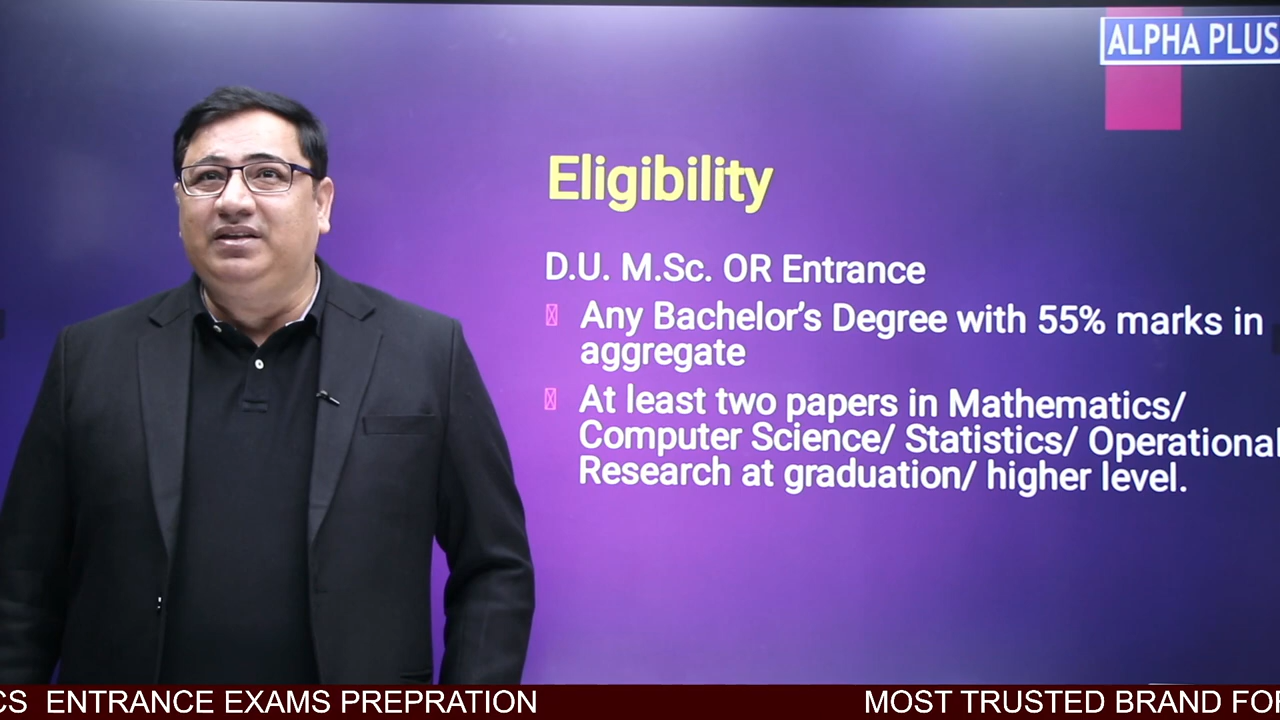 ALPHA PLUS
Eligibility
D.U. M.Sc. OR Entrance
Any Bachelor's Degree with 55% marks in
aggregate
At least two papers in Mathematics/
Computer Science/ Statistics/ Operational
Research at graduation/ higher level.
CS ENTRANCE EXAMS PREPRATION MOST TRUSTED BRAND FOR